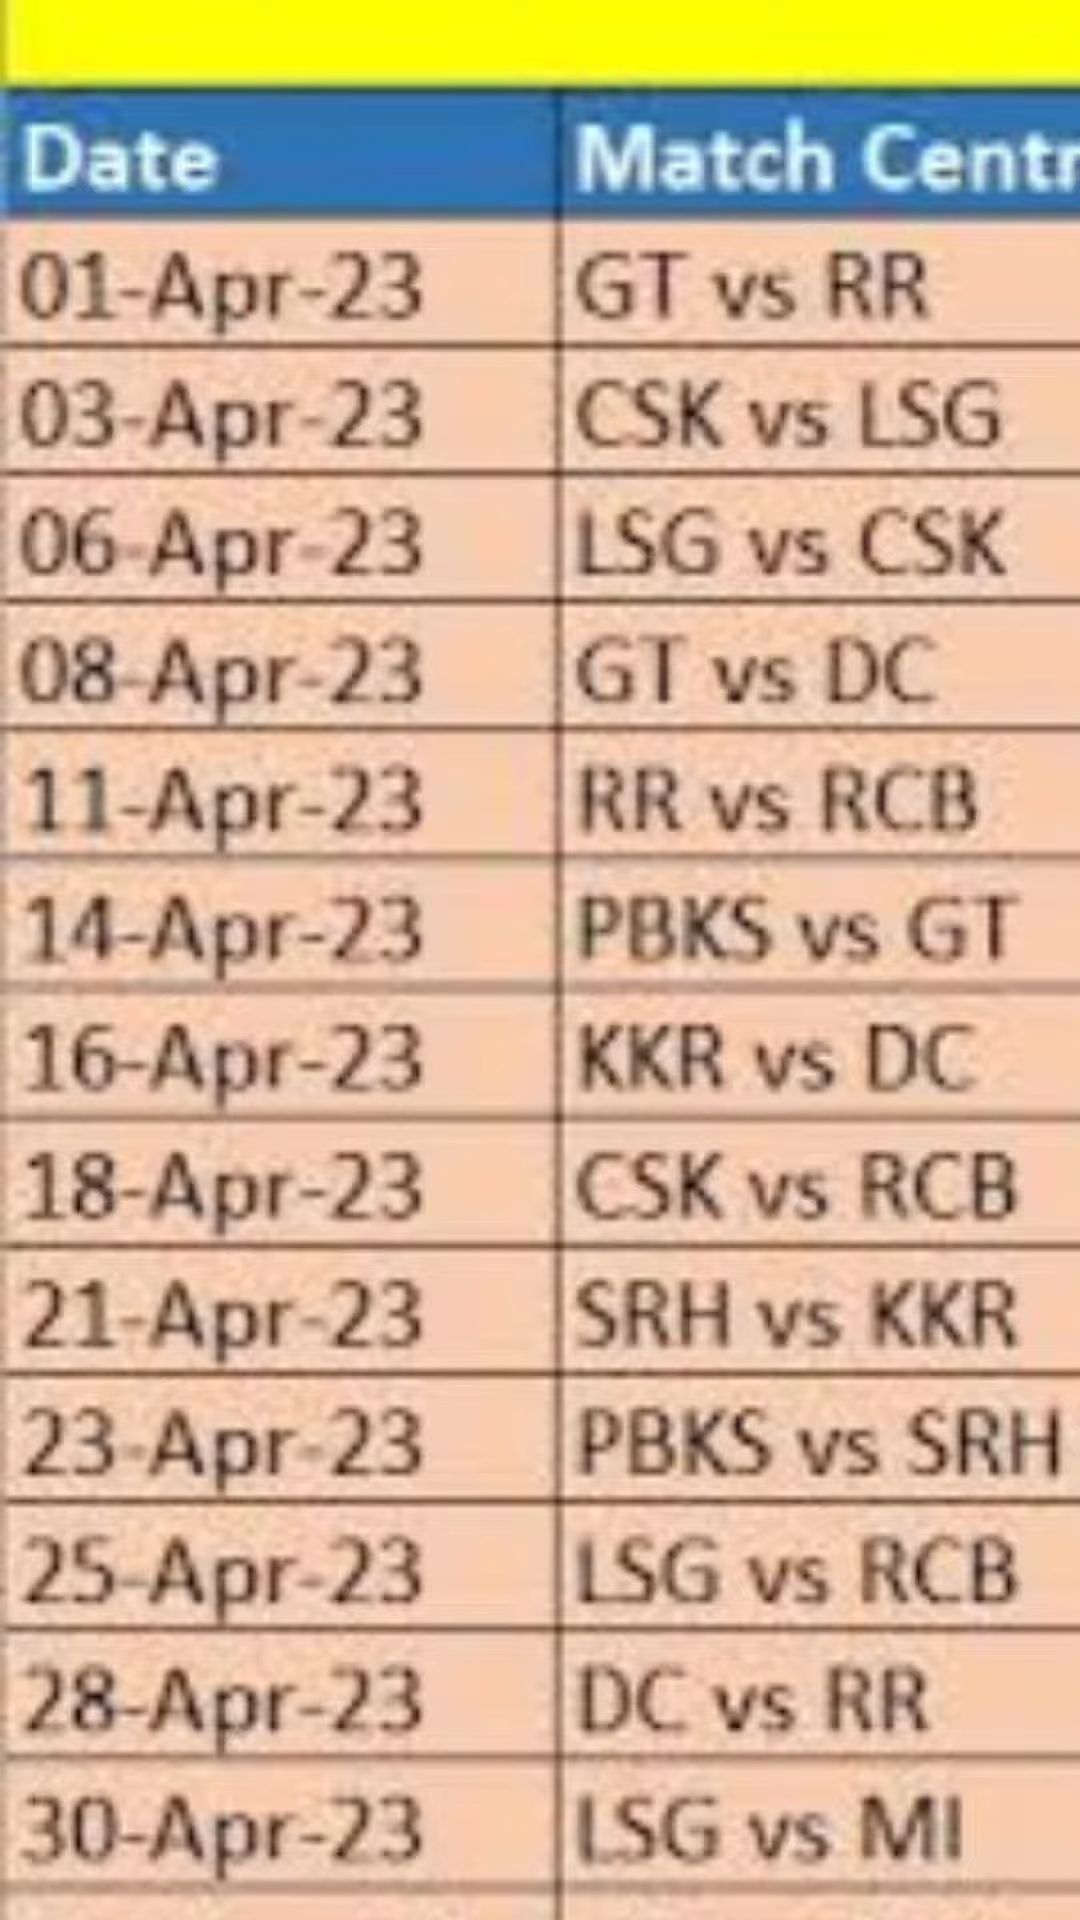 Date Match Centr
01-Apr-23 GT vs RR
03-Apr-23 CSK vs LSG
06-Apr-23 LSG vs CSK
08-Apr-23 GT vs DC
11-Apr-23 RR vs RCB
14-Apr-23 PBKS vs GT
16-Apr-23 KKR vs DC
18-Apr-23 CSK vs RCB
21-Apr-23 SRH vs KKR
23-Apr-23 PBKS vs SRH
25-Apr-23 LSG vs RCB
28-Apr-23 DC vs RR
30-Apr-23 LSG vs MI